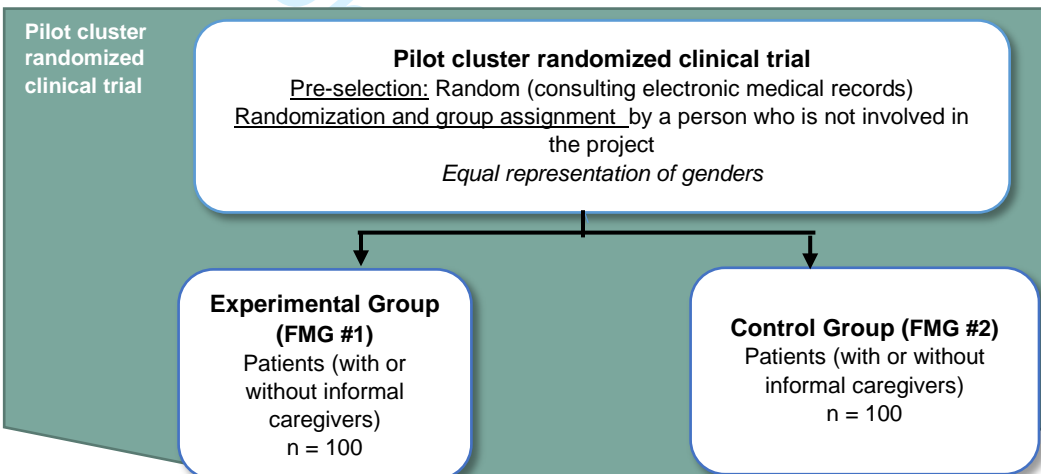 Pilot cluster
randomized
clinical trial
Pilot cluster randomized clinical trial
Pre-selection: Random (consulting electronic medical records)
Randomization and group assignment by a person who is not involved in
the project
Equal representation of genders
Experimental Group
(FMG #1)
Patients (with or
without informal
caregivers)
n = 100
Control Group (FMG #2)
Patients (with or without
informal caregivers)
n = 100